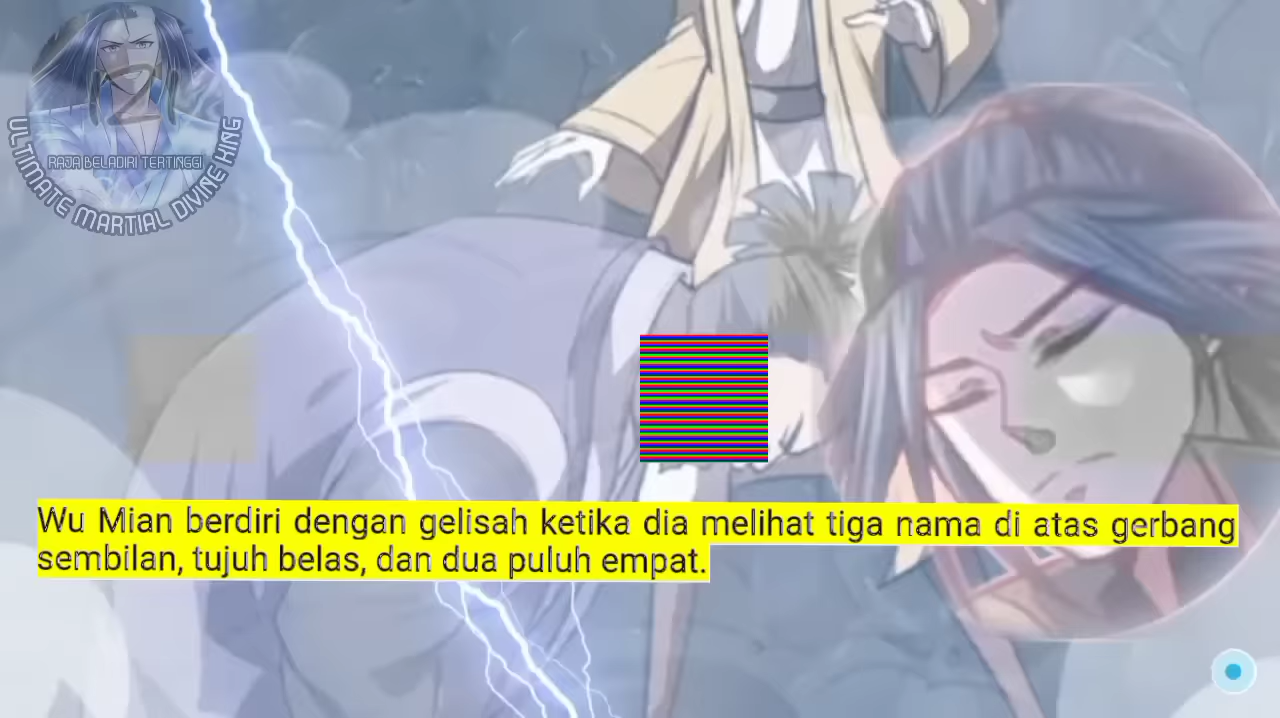 RAJA BELADIRI TERTINGGI
ULTIMATE MARTIAL DIVINE KING
Wu Mian berdiri dengan gelisah ketika dia melihat tiga nama di atas gerbang
sembilan, tujuh belas, dan dua puluh empat.